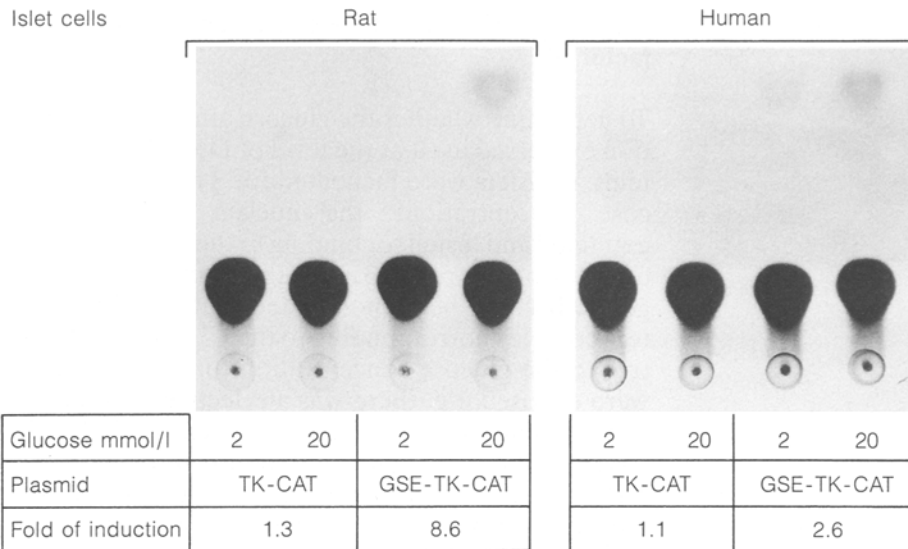 Islet cells Rat Human
Glucose mmol/l 2 20 2 20 2 20 2 20
Plasmid TK-CAT GSE-TK-CAT TK-CAT GSE-TK-CAT
Fold of induction 1.3 8.6 1.1 2.6